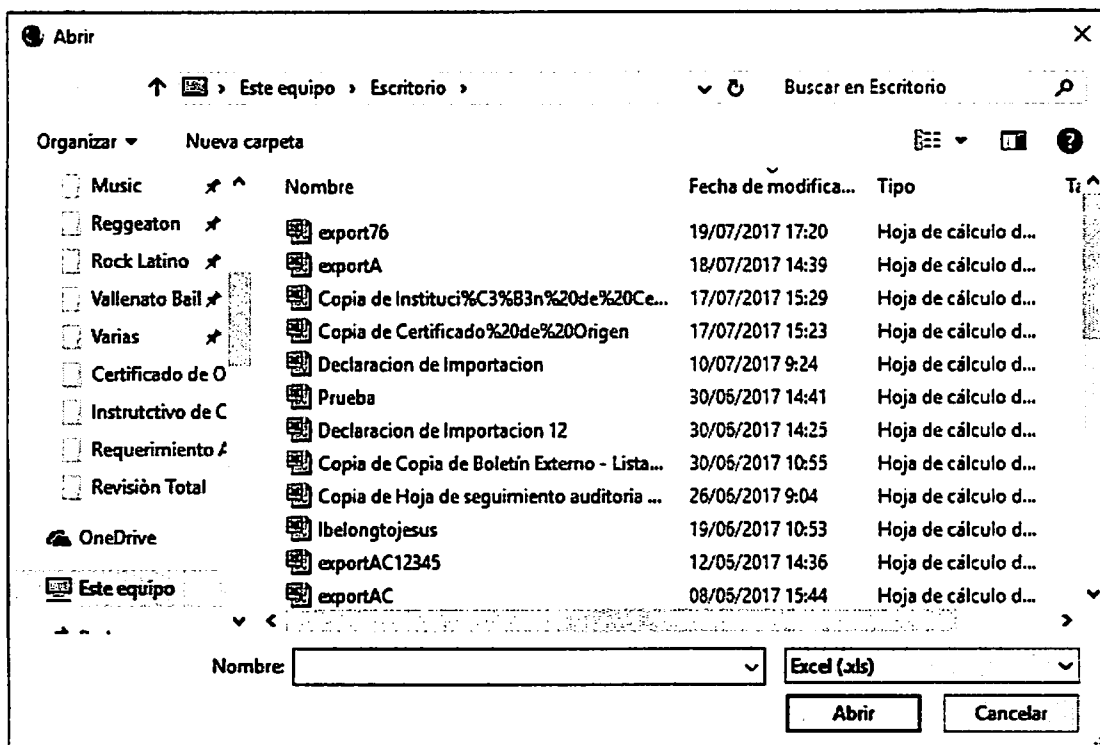 Abrir
Este equipo › Escritorio ›
Buscar en Escritorio
Organizar
Nueva carpeta
Music
Reggeaton
Rock Latino
Vallenato Bail
Varias
Certificado de O
Instrutctivo de C
Requerimiento A
Revisiòn Total
OneDrive
Este equipo
Nombre Fecha de modifica... Tipo Ta
export76 19/07/2017 17:20 Hoja de cálculo d...
exportA 18/07/2017 14:39 Hoja de cálculo d...
Copia de Instituci%C3%B3n%20de%20Ce... 17/07/2017 15:29 Hoja de cálculo d...
Copia de Certificado%20de%20Origen 17/07/2017 15:23 Hoja de cálculo d...
Declaracion de Importacion 10/07/2017 9:24 Hoja de cálculo d...
Prueba 30/06/2017 14:41 Hoja de cálculo d...
Declaracion de Importacion 12 30/06/2017 14:25 Hoja de cálculo d...
Copia de Copia de Boletín Externo - Lista... 30/06/2017 10:55 Hoja de cálculo d...
Copia de Hoja de seguimiento auditoria ... 26/06/2017 9:04 Hoja de cálculo d...
Ibelongtojesus 19/06/2017 10:53 Hoja de cálculo d...
exportAC12345 12/06/2017 14:36 Hoja de cálculo d...
exportAC 08/06/2017 15:44 Hoja de cálculo d...
Nombre:
Excel (.xls)
Abrir
Cancelar